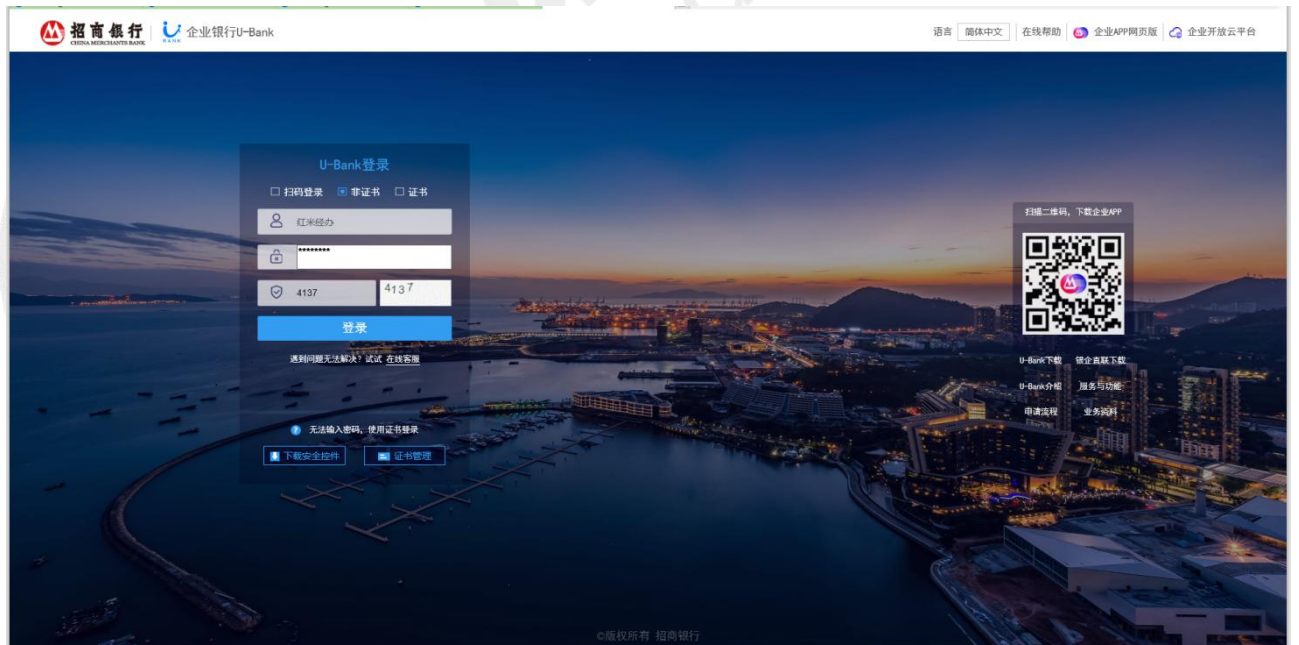 招商银行 CHINA MERCHANTS BANK U BANK 企业银行U-Bank 语言 简体中文 在线帮助 企业APP网页版 企业开放云平台
U-Bank登录
扫码登录 非证书 证书
红米经办
********
4137 4137
登录
遇到问题无法解决? 试试 在线客服
? 无法输入密码, 使用证书登录
下载安全控件 证书管理
扫描二维码, 下载企业APP
U-Bank下载 银企直联下载
U-Bank介绍 服务与功能
申请流程 业务资料
©版权所有 招商银行